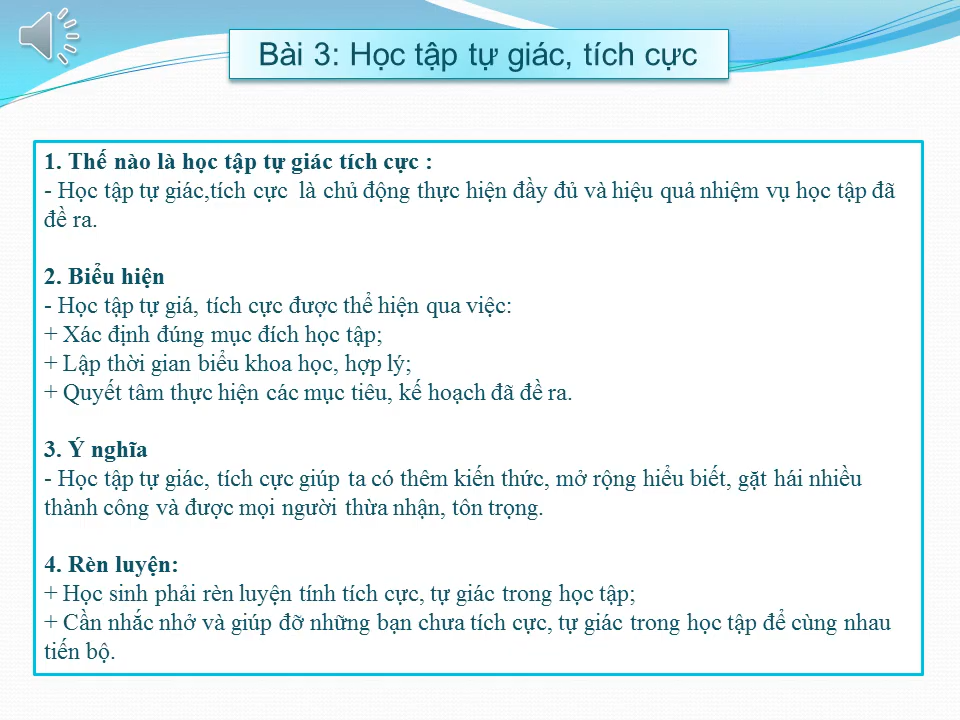 Bài 3: Học tập tự giác, tích cực
1. Thế nào là học tập tự giác tích cực :
- Học tập tự giác,tích cực là chủ động thực hiện đầy đủ và hiệu quả nhiệm vụ học tập đã
đề ra.
2. Biểu hiện
- Học tập tự giá, tích cực được thể hiện qua việc:
+ Xác định đúng mục đích học tập;
+ Lập thời gian biểu khoa học, hợp lý;
+ Quyết tâm thực hiện các mục tiêu, kế hoạch đã đề ra.
3. Ý nghĩa
- Học tập tự giác, tích cực giúp ta có thêm kiến thức, mở rộng hiểu biết, gặt hái nhiều
thành công và được mọi người thừa nhận, tôn trọng.
4. Rèn luyện:
+ Học sinh phải rèn luyện tính tích cực, tự giác trong học tập;
+ Cần nhắc nhở và giúp đỡ những bạn chưa tích cực, tự giác trong học tập để cùng nhau
tiến bộ.